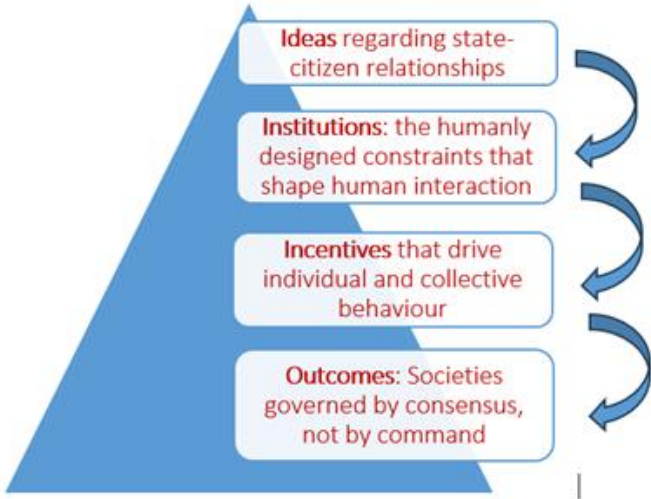 Ideas regarding state-
citizen relationships
Institutions: the humanly
designed constraints that
shape human interaction
Incentives that drive
individual and collective
behaviour
Outcomes: Societies
governed by consensus,
not by command